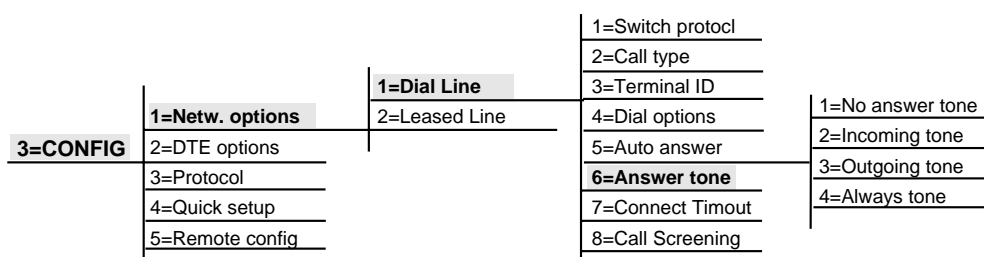 3=CONFIG
1=Netw. options
2=DTE options
3=Protocol
4=Quick setup
5=Remote config
1=Dial Line
2=Leased Line
1=Switch protocl
2=Call type
3=Terminal ID
4=Dial options
5=Auto answer
6=Answer tone
7=Connect Timout
8=Call Screening
1=No answer tone
2=Incoming tone
3=Outgoing tone
4=Always tone